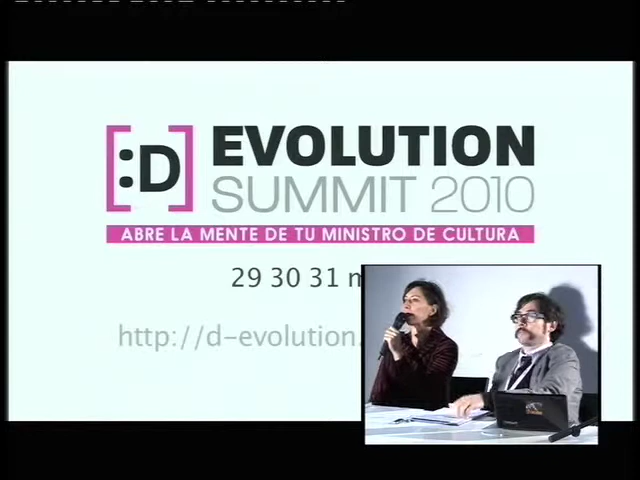 [:D] EVOLUTION
SUMMIT 2010
ABRE LA MENTE DE TU MINISTRO DE CULTURA
29 30 31
http://d-evolution.